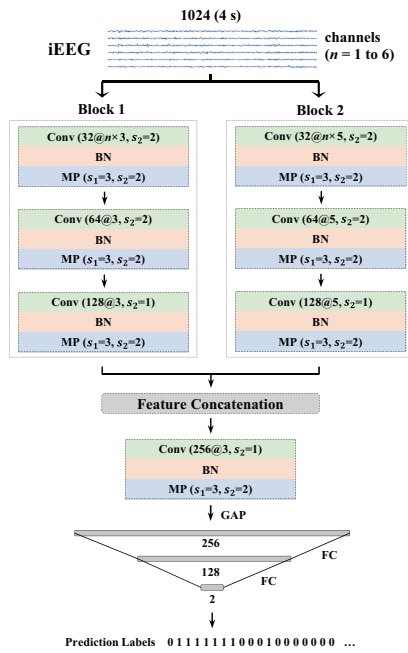 1024 (4 s)
iEEG
channels
(n = 1 to 6)
Block 1
Block 2
Conv (32@n×3, s₂=2)
BN
MP (s₁=3, s₂=2)
Conv (64@3, s₂=2)
BN
MP (s₁=3, s₂=2)
Conv (128@3, s₂=1)
BN
MP (s₁=3, s₂=2)
Conv (32@n×5, s₂=2)
BN
MP (s₁=3, s₂=2)
Conv (64@5, s₂=2)
BN
MP (s₁=3, s₂=2)
Conv (128@5, s₂=1)
BN
MP (s₁=3, s₂=2)
Feature Concatenation
Conv (256@3, s₂=1)
BN
MP (s₁=3, s₂=2)
GAP
256
FC
128
FC
2
Prediction Labels 0 1 1 1 1 1 1 1 0 0 0 1 0 0 0 0 0 0 0 ...